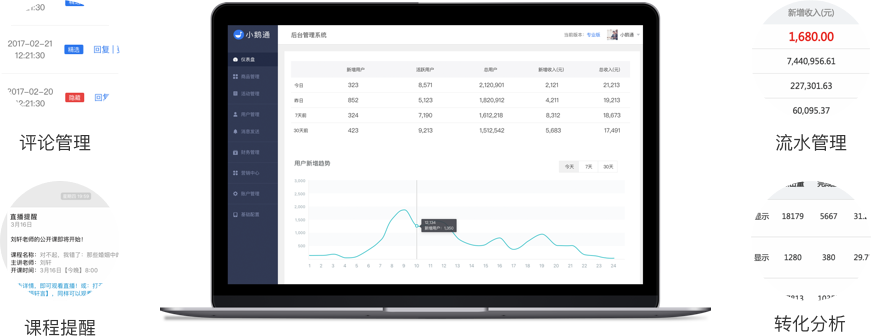 :30
2017-02-21
12:21:30
精选
回复
2017-02-20
12:21:30
隐藏
回复
评论管理
直播提醒
3月16日
刘轩老师的公开课即将开始!
课程名称: 对不起,我错了:那些婚姻中
主讲老师: 刘轩
开课时间: 3月16日【今晚】8:00
课程提醒
小鹅通
后台管理系统
当前版本: 专业版
小鹅通
仪表盘
商品管理
活动管理
用户管理
消息会话
财务管理
营销中心
账户管理
基础配置
新增用户 活跃用户 总用户 新增收入(元) 总收入(元)
今日 323 8,571 2,120,901 2,121 21,213
昨日 852 5,123 1,820,912 4,211 19,213
7天前 324 7,190 1,612,218 8,312 18,673
30天前 423 9,213 1,512,542 5,683 17,491
用户新增趋势
今天 7天 30天
3,000
2,500
2,000
1,500
1,000
500
新增用户: 1,300
1 2 3 4 5 6 7 8 9 10 11 12 13 14 15 16 17 18 19 20 21 22 23 24
新增收入(元)
1,680.00
7,440,956.61
227,301.63
60,095.37
流水管理
显示 18179 5667 31.
显示 1280 380 29.7
转化分析